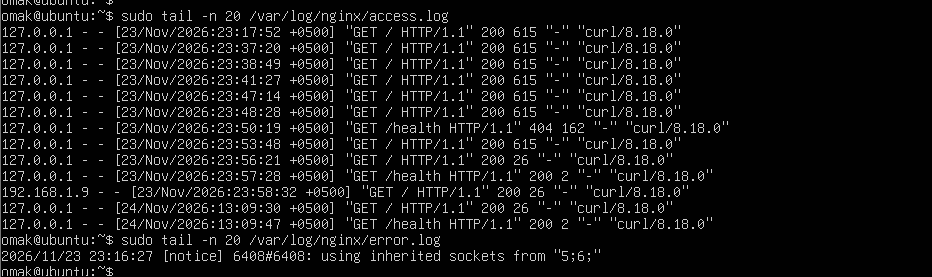 omak@ubuntu:~$
omak@ubuntu:~$ sudo tail -n 20 /var/log/nginx/access.log
127.0.0.1 - - [23/Nov/2026:23:17:52 +0500] "GET / HTTP/1.1" 200 615 "-" "curl/8.18.0"
127.0.0.1 - - [23/Nov/2026:23:37:20 +0500] "GET / HTTP/1.1" 200 615 "-" "curl/8.18.0"
127.0.0.1 - - [23/Nov/2026:23:38:49 +0500] "GET / HTTP/1.1" 200 615 "-" "curl/8.18.0"
127.0.0.1 - - [23/Nov/2026:23:41:27 +0500] "GET / HTTP/1.1" 200 615 "-" "curl/8.18.0"
127.0.0.1 - - [23/Nov/2026:23:47:14 +0500] "GET / HTTP/1.1" 200 615 "-" "curl/8.18.0"
127.0.0.1 - - [23/Nov/2026:23:48:28 +0500] "GET / HTTP/1.1" 200 615 "-" "curl/8.18.0"
127.0.0.1 - - [23/Nov/2026:23:50:19 +0500] "GET /health HTTP/1.1" 404 162 "-" "curl/8.18.0"
127.0.0.1 - - [23/Nov/2026:23:53:48 +0500] "GET / HTTP/1.1" 200 615 "-" "curl/8.18.0"
127.0.0.1 - - [23/Nov/2026:23:56:21 +0500] "GET / HTTP/1.1" 200 26 "-" "curl/8.18.0"
127.0.0.1 - - [23/Nov/2026:23:57:28 +0500] "GET /health HTTP/1.1" 200 2 "-" "curl/8.18.0"
192.168.1.9 - - [23/Nov/2026:23:58:32 +0500] "GET / HTTP/1.1" 200 26 "-" "curl/8.18.0"
127.0.0.1 - - [24/Nov/2026:13:09:30 +0500] "GET / HTTP/1.1" 200 26 "-" "curl/8.18.0"
127.0.0.1 - - [24/Nov/2026:13:09:47 +0500] "GET /health HTTP/1.1" 200 2 "-" "curl/8.18.0"
omak@ubuntu:~$ sudo tail -n 20 /var/log/nginx/error.log
2026/11/23 23:16:27 [notice] 6408#6408: using inherited sockets from "5;6;"
omak@ubuntu:~$